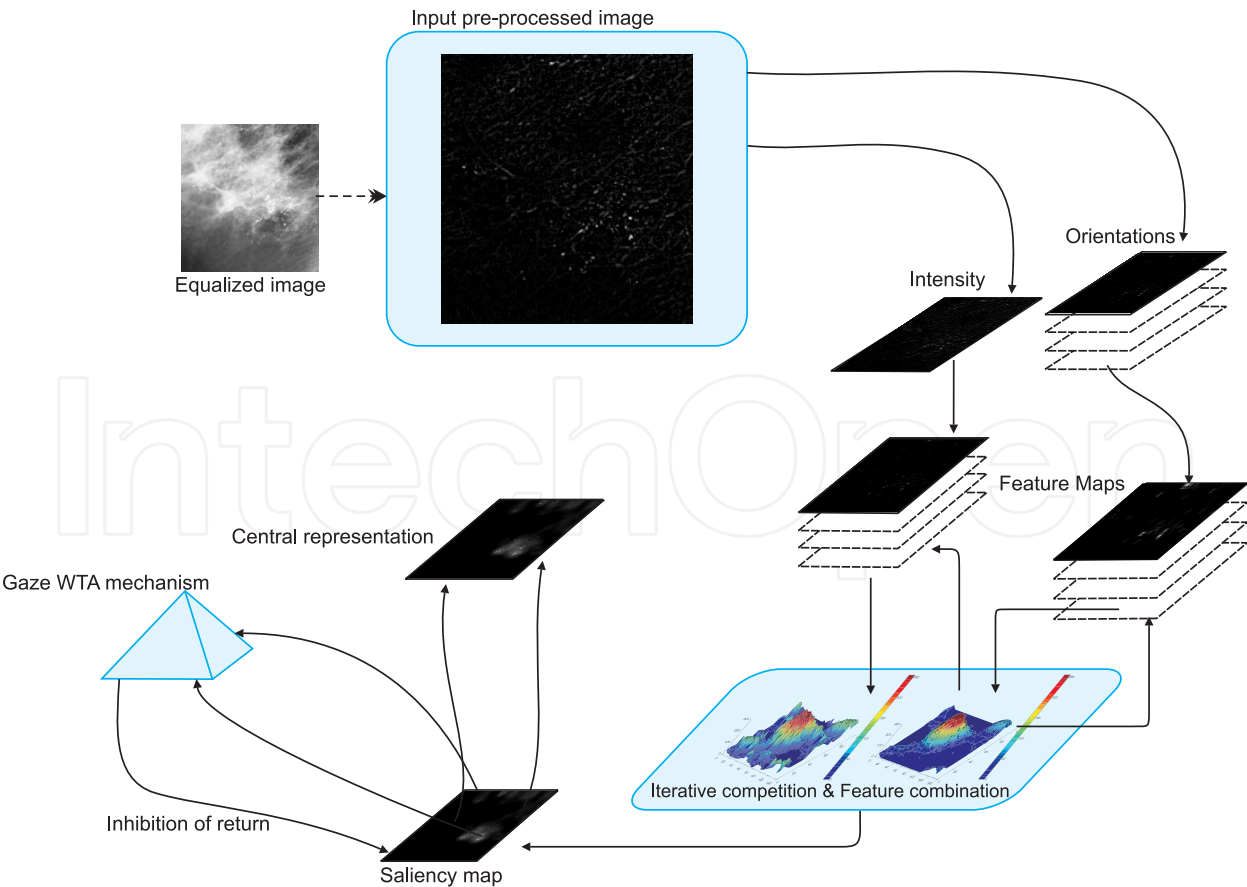 Input pre-processed image
Equalized image
Orientations
Intensity
IntechOpen
Feature Maps
Central representation
Gaze WTA mechanism
Iterative competition & Feature combination
Inhibition of return
Saliency map